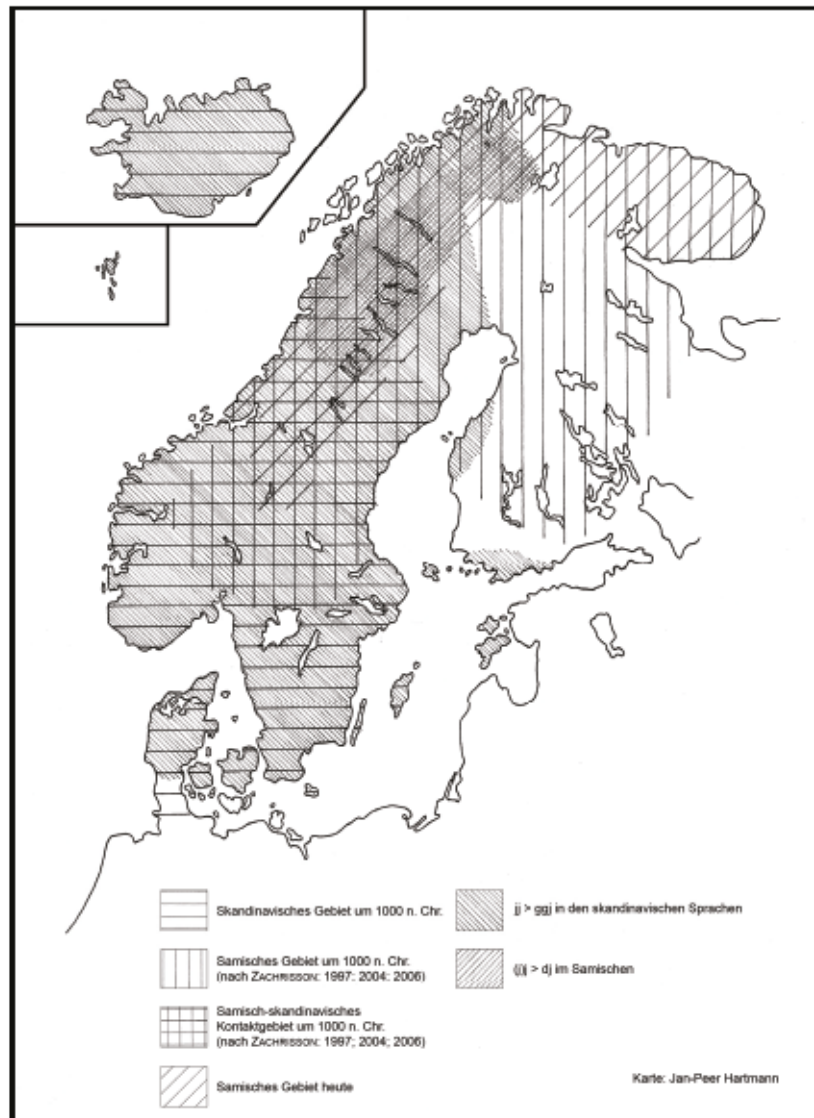 Skandinavisches Gebiet um 1000 n. Chr.
Samisches Gebiet um 1000 n. Chr.
(nach ZACHRISSON: 1997: 2004: 2006)
Samisch-skandinavisches
Kontaktgebiet um 1000 n. Chr.
(nach ZACHRISSON: 1997; 2004; 2006)
Samisches Gebiet heute
jj > ggj in den skandinavischen Sprachen
(j)j > dj im Samischen
Karte: Jan-Peer Hartmann